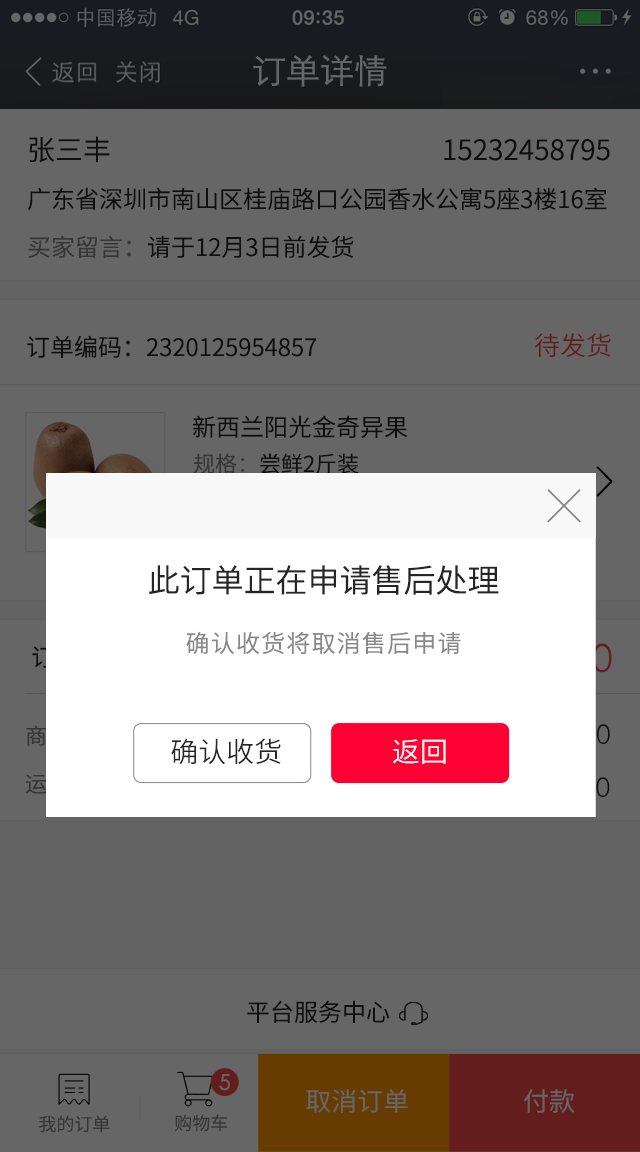 中国移动 4G 09:35 68%
返回 关闭 订单详情
张三丰 15232458795
广东省深圳市南山区桂庙路口公园香水公寓5座3楼16室
买家留言：请于12月3日前发货
订单编码：2320125954857 待发货
新西兰阳光金奇异果
规格：尝鲜2斤装
此订单正在申请售后处理
确认收货将取消售后申请
订 0
商 0
确认收货 返回
运 0
平台服务中心
5
我的订单 购物车 取消订单 付款